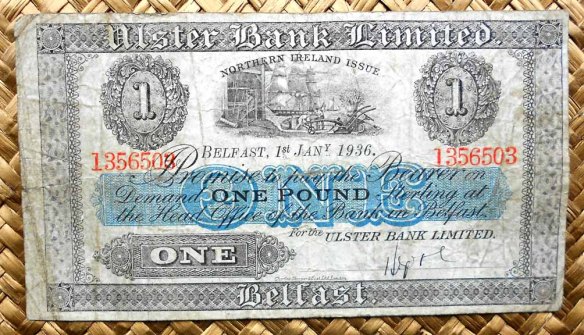 Ulster Bank Limited.
NORTHERN IRELAND ISSUE
1 1
BELFAST, 1ST JANY 1936.
1356503 1356503
I Promise to pay the Bearer on
Demand ONE POUND Sterling at
the Head Office of the Bank in Belfast.
ONE
For the ULSTER BANK LIMITED.
ONE
Belfast.